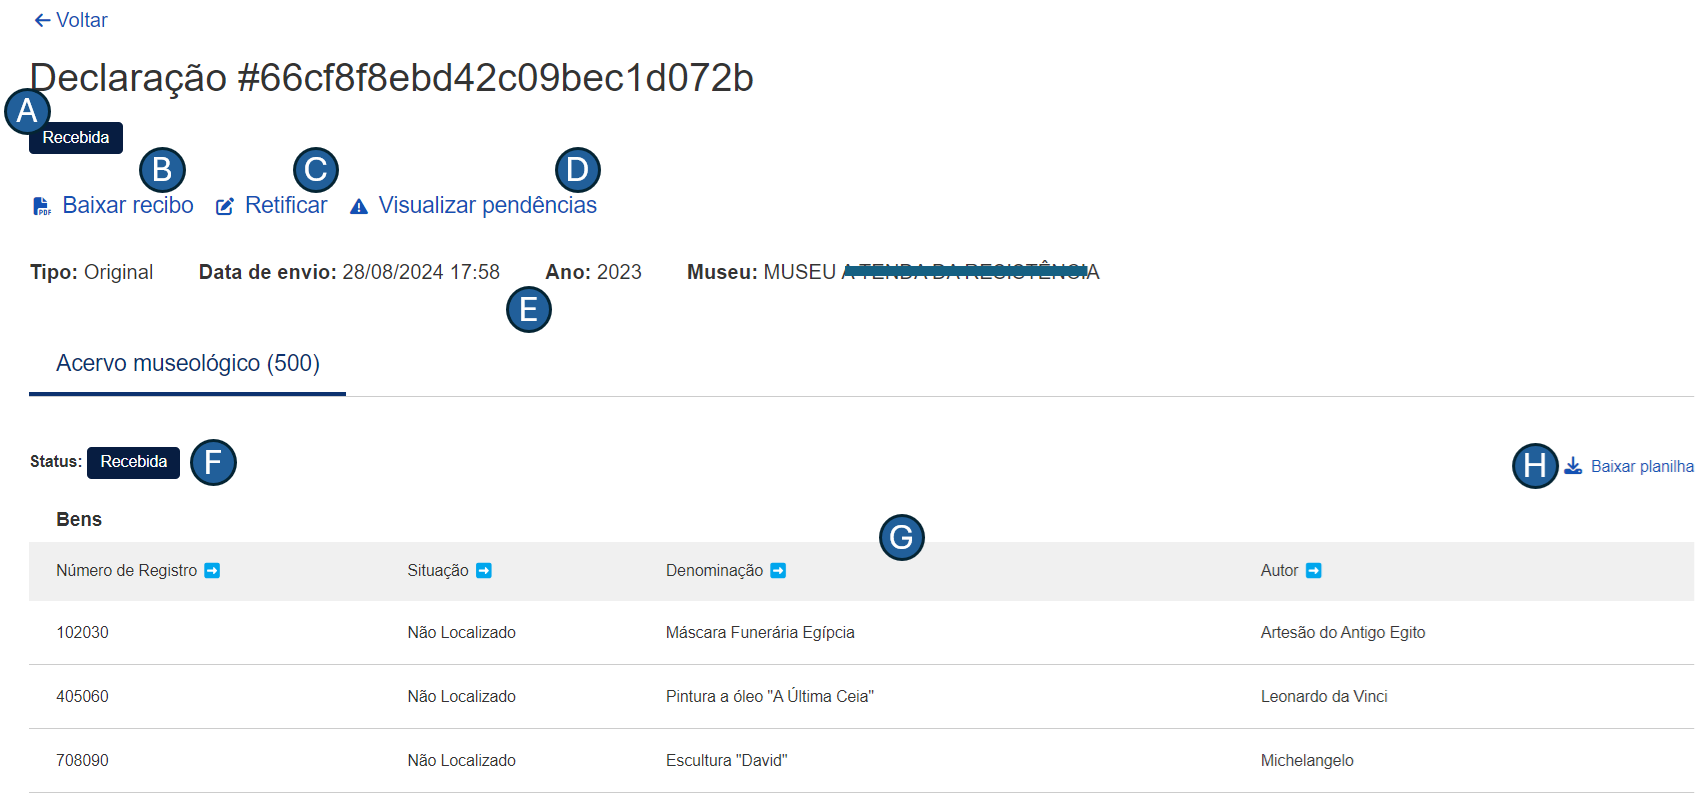 Voltar
Declaração #66cf8f8ebd42c09bec1d072b
A
Recebida
B C D
Baixar recibo Retificar Visualizar pendências
Tipo: Original Data de envio: 28/08/2024 17:58 Ano: 2023 Museu: MUSEU A TENDA DA RESISTÊNCIA
E
Acervo museológico (500)
Status: Recebida F H Baixar planilha
Bens
G
Número de Registro Situação Denominação Autor
102030 Não Localizado Máscara Funerária Egípcia Artesão do Antigo Egito
405060 Não Localizado Pintura a óleo "A Última Ceia" Leonardo da Vinci
708090 Não Localizado Escultura "David" Michelangelo